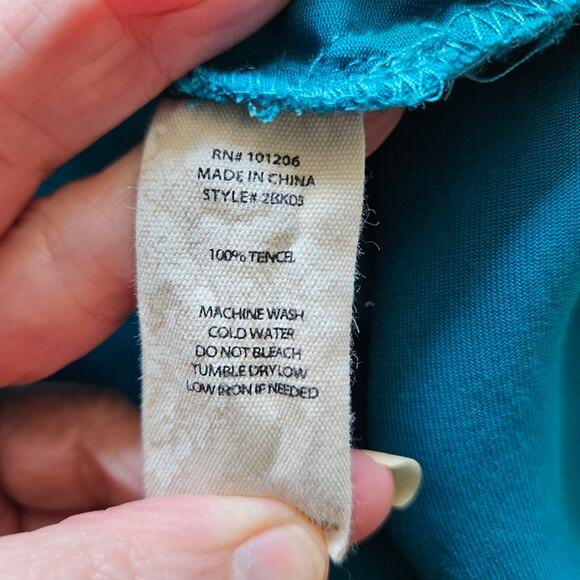 RN# 101206
MADE IN CHINA
STYLE# 2BK03
100% TENCEL
MACHINE WASH
COLD WATER
DO NOT BLEACH
TUMBLE DRY LOW
LOW IRON IF NEEDED